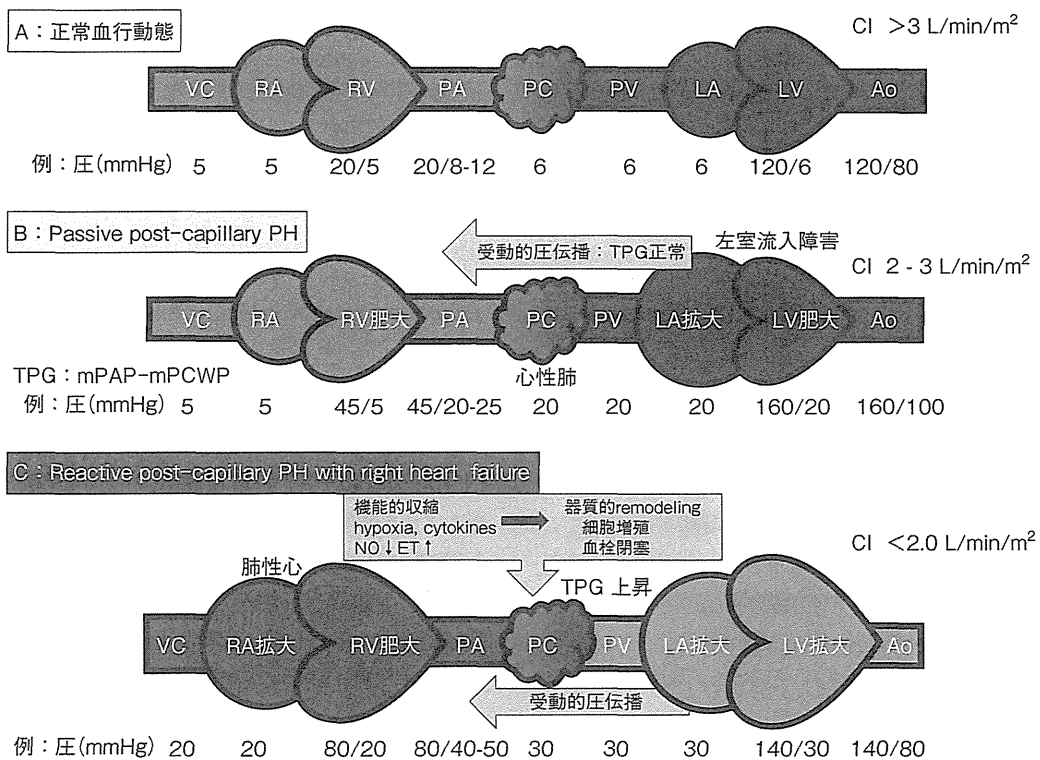 A:正常血行動態
CI >3 L/min/m²
VC RA RV PA PC PV LA LV Ao
例:圧(mmHg) 5 5 20/5 20/8-12 6 6 6 120/6 120/80
B:Passive post-capillary PH
受動的圧伝播:TPG正常
左室流入障害
CI 2-3 L/min/m²
VC RA RV肥大 PA PC PV LA拡大 LV肥大 Ao
TPG:mPAP-mPCWP
心性肺
例:圧(mmHg) 5 5 45/5 45/20-25 20 20 20 160/20 160/100
C:Reactive post-capillary PH with right heart failure
機能的収縮
hypoxia, cytokines
NO↓ET↑
器質的remodeling
細胞増殖
血栓閉塞
CI <2.0 L/min/m²
肺性心
TPG 上昇
VC RA拡大 RV肥大 PA PC PV LA拡大 LV拡大 Ao
受動的圧伝播
例:圧(mmHg) 20 20 80/20 80/40-50 30 30 30 140/30 140/80